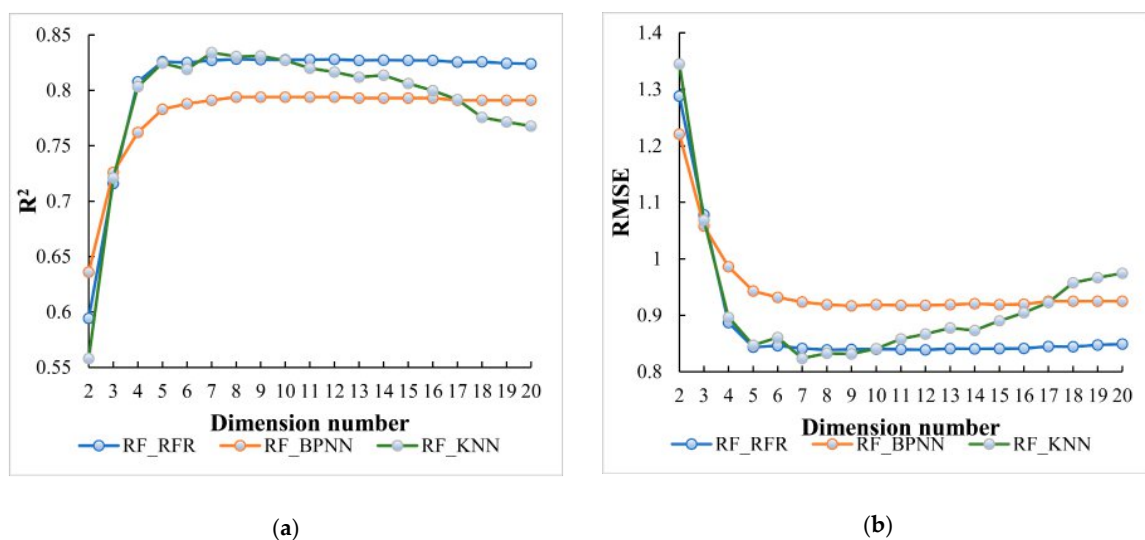 0.85
0.8
0.75
0.7
0.65
0.6
0.55
R²
2 3 4 5 6 7 8 9 10 11 12 13 14 15 16 17 18 19 20
Dimension number
RF_RFR RF_BPNN RF_KNN
(a)
1.4
1.3
1.2
1.1
1
0.9
0.8
RMSE
2 3 4 5 6 7 8 9 10 11 12 13 14 15 16 17 18 19 20
Dimension number
RF_RFR RF_BPNN RF_KNN
(b)